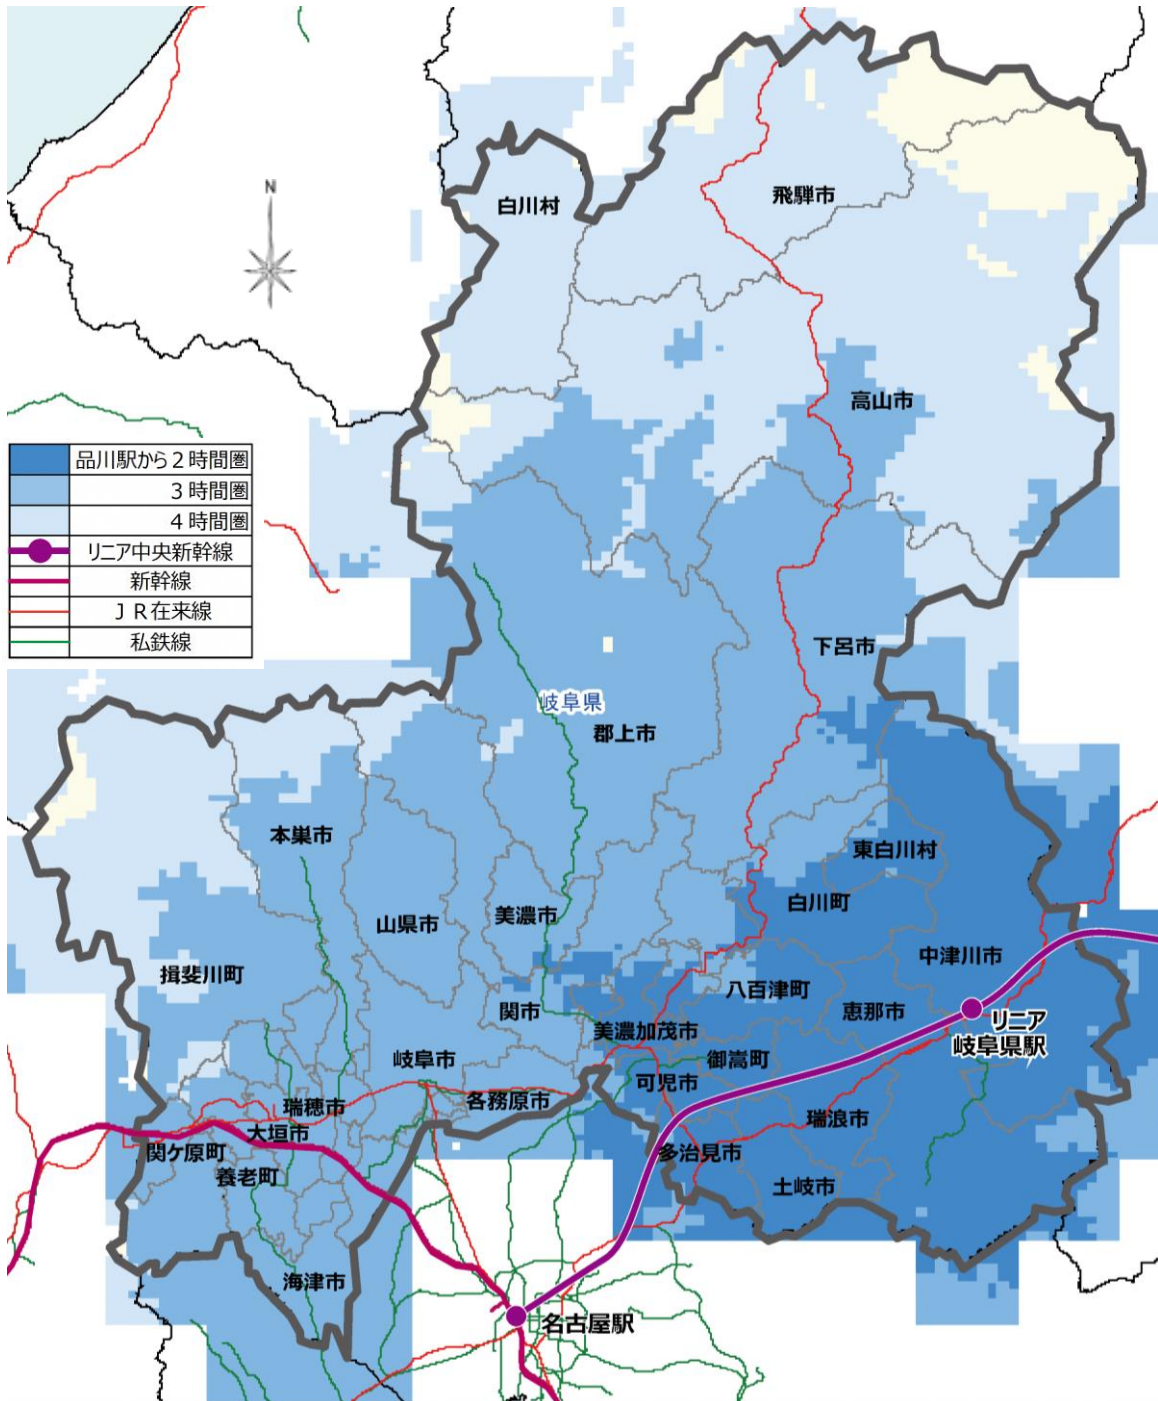 N
白川村
飛騨市
高山市
品川駅から2時間圏
3時間圏
4時間圏
リニア中央新幹線
新幹線
JR在来線
私鉄線
下呂市
岐阜県
郡上市
本巣市
東白川村
白川町
美濃市
山県市
中津川市
揖斐川町
八百津町
関市
恵那市
リニア
岐阜県駅
美濃加茂市
岐阜市
御嵩町
可児市
各務原市
瑞穂市
瑞浪市
大垣市
関ケ原町
多治見市
養老町
土岐市
海津市
名古屋駅